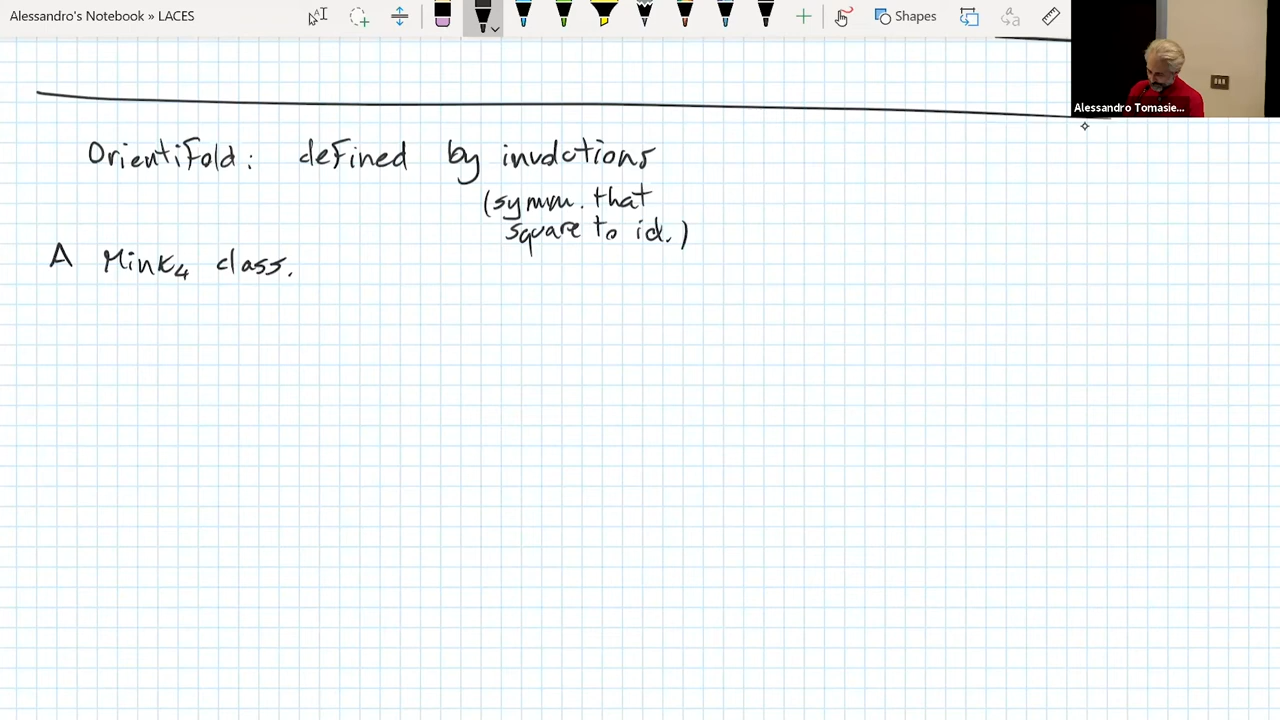 Alessandro's Notebook » LACES
Shapes
Alessandro Tomasie...
Orientifold: defined by involutions
(symm. that
square to id.)
A Mink4 class.